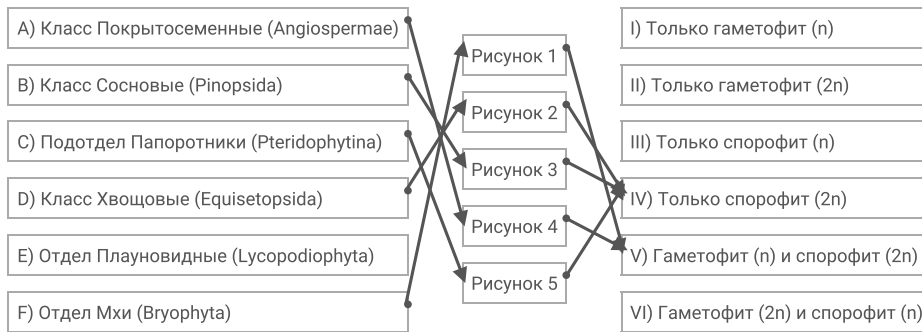 A) Класс Покрытосеменные (Angiospermae)
B) Класс Сосновые (Pinopsida)
C) Подотдел Папоротники (Pteridophytina)
D) Класс Хвощовые (Equisetopsida)
E) Отдел Плауновидные (Lycopodiophyta)
F) Отдел Мхи (Bryophyta)
Рисунок 1
Рисунок 2
Рисунок 3
Рисунок 4
Рисунок 5
I) Только гаметофит (n)
II) Только гаметофит (2n)
III) Только спорофит (n)
IV) Только спорофит (2n)
V) Гаметофит (n) и спорофит (2n)
VI) Гаметофит (2n) и спорофит (n)